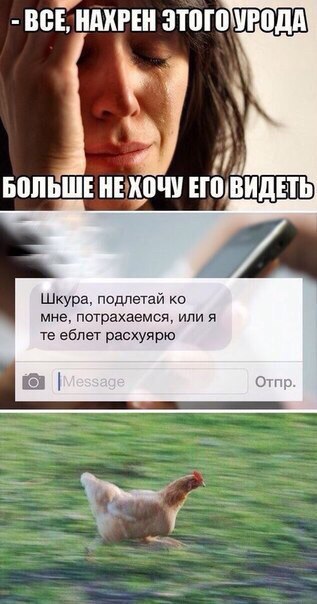 - ВСЕ, НАХРЕН ЭТОГО УРОДА
БОЛЬШЕ НЕ ХОЧУ ЕГО ВИДЕТЬ
Шкура, подлетай ко
мне, потрахаемся, или я
те еблет расхуярю
iMessage
Отпр.